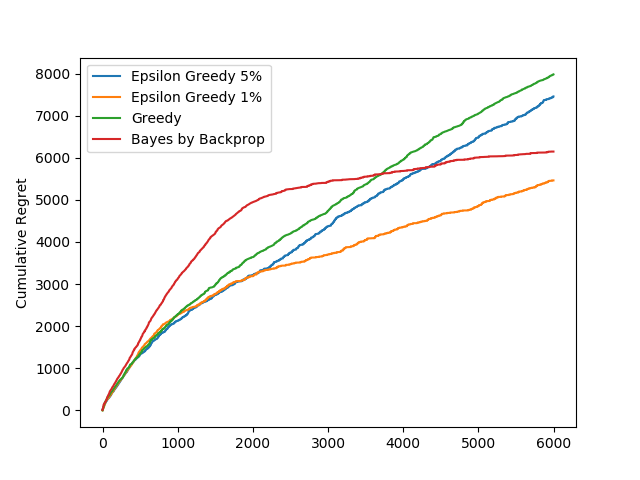 Epsilon Greedy 5%
Epsilon Greedy 1%
Greedy
Bayes by Backprop
Cumulative Regret
8000
7000
6000
5000
4000
3000
2000
1000
0
0 1000 2000 3000 4000 5000 6000